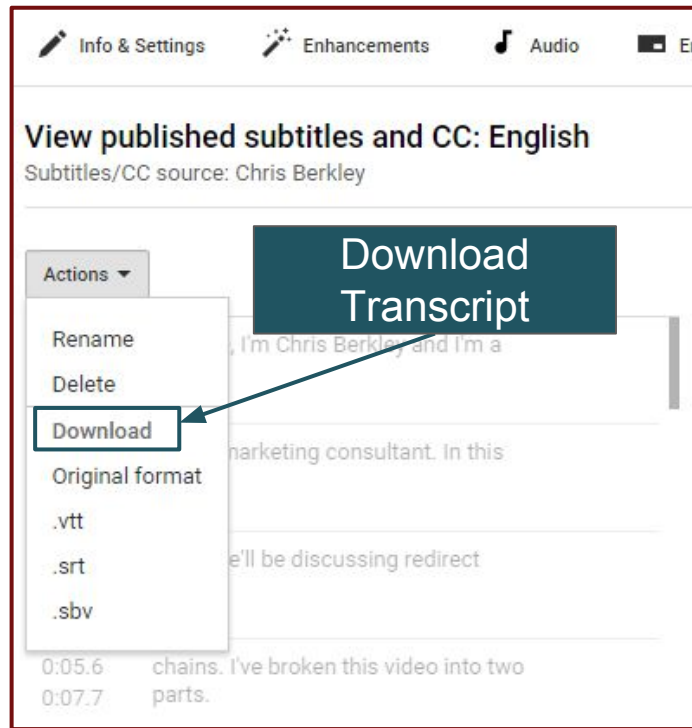 Info & Settings Enhancements Audio
View published subtitles and CC: English
Subtitles/CC source: Chris Berkley
Actions
Download
Transcript
Rename
, I'm Chris Berkley and I'm a
Delete
Download
marketing consultant. In this
Original format
.vtt
e'll be discussing redirect
.srt
.sbv
0:05.6 chains. I've broken this video into two
0:07.7 parts.